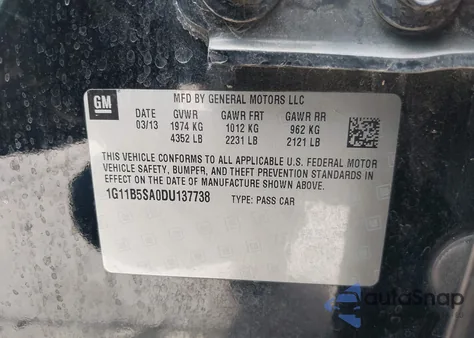 GM
MFD BY GENERAL MOTORS LLC
DATE GVWR GAWR FRT GAWR RR
03/13 1974 KG 1012 KG 962 KG
4352 LB 2231 LB 2121 LB
THIS VEHICLE CONFORMS TO ALL APPLICABLE U.S. FEDERAL MOTOR
VEHICLE SAFETY, BUMPER, AND THEFT PREVENTION STANDARDS IN
EFFECT ON THE DATE OF MANUFACTURE SHOWN ABOVE.
1G11B5SA0DU137738 TYPE: PASS CAR
autoSnap